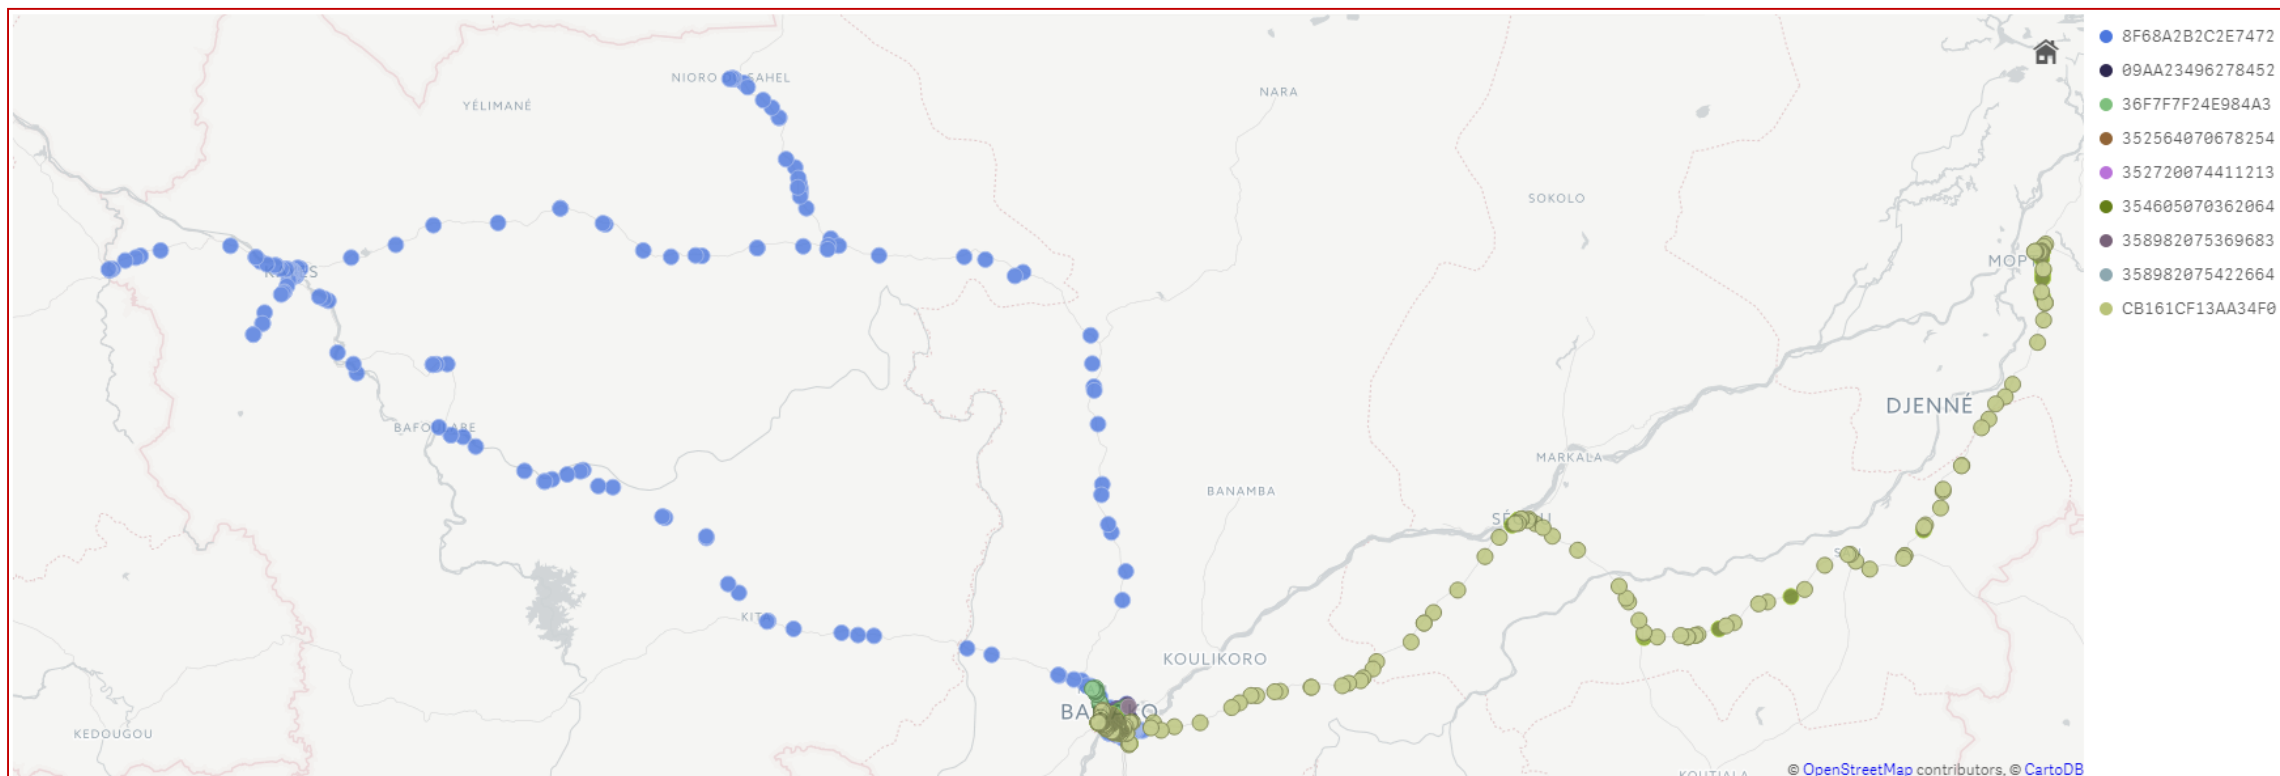 8F68A2B2C2E7472
09AA23496278452
36F7F7F24E984A3
352564070678254
352720074411213
354605070362064
358982075369683
358982075422664
CB161CF13AA34F0
NIORO SAHEL
YÉLIMANÉ
NARA
SOKOLO
DJENNÉ
MARKALA
BANAMBA
KOULIKORO
KEDOUGOU
KOUTIALA
© OpenStreetMap contributors, © CartoDB